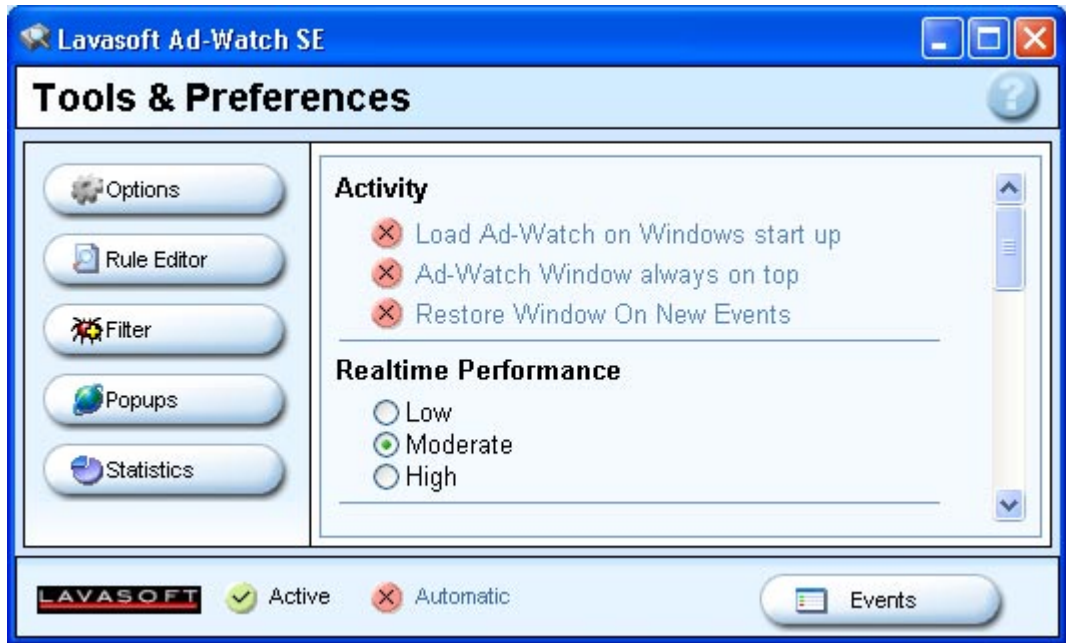 Lavasoft Ad-Watch SE
Tools & Preferences
?
Options
Rule Editor
Filter
Popups
Statistics
Activity
Load Ad-Watch on Windows start up
Ad-Watch Window always on top
Restore Window On New Events
Realtime Performance
Low
Moderate
High
LAVASOFT
Active
Automatic
Events